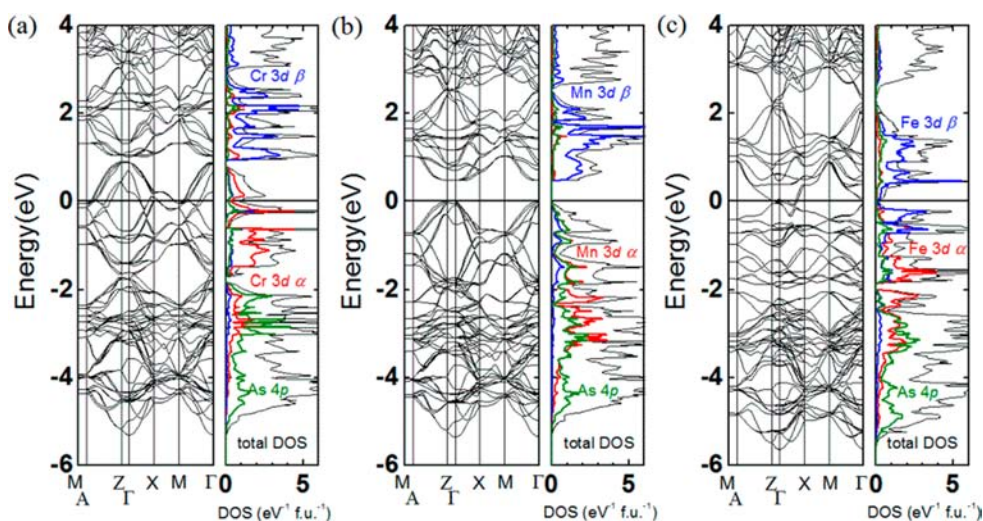 (a)
Energy(eV)
4
2
0
-2
-4
-6
M
A
Z
Γ
X
M
Γ
Cr 3d β
Cr 3d α
As 4p
total DOS
0
5
DOS (eV⁻¹ f.u.⁻¹)
(b)
Energy(eV)
4
2
0
-2
-4
-6
M
A
Z
Γ
X
M
Γ
Mn 3d β
Mn 3d α
As 4p
total DOS
0
5
DOS (eV⁻¹ f.u.⁻¹)
(c)
Energy(eV)
4
2
0
-2
-4
-6
M
A
Z
Γ
X
M
Γ
Fe 3d β
Fe 3d α
As 4p
total DOS
0
5
DOS (eV⁻¹ f.u.⁻¹)